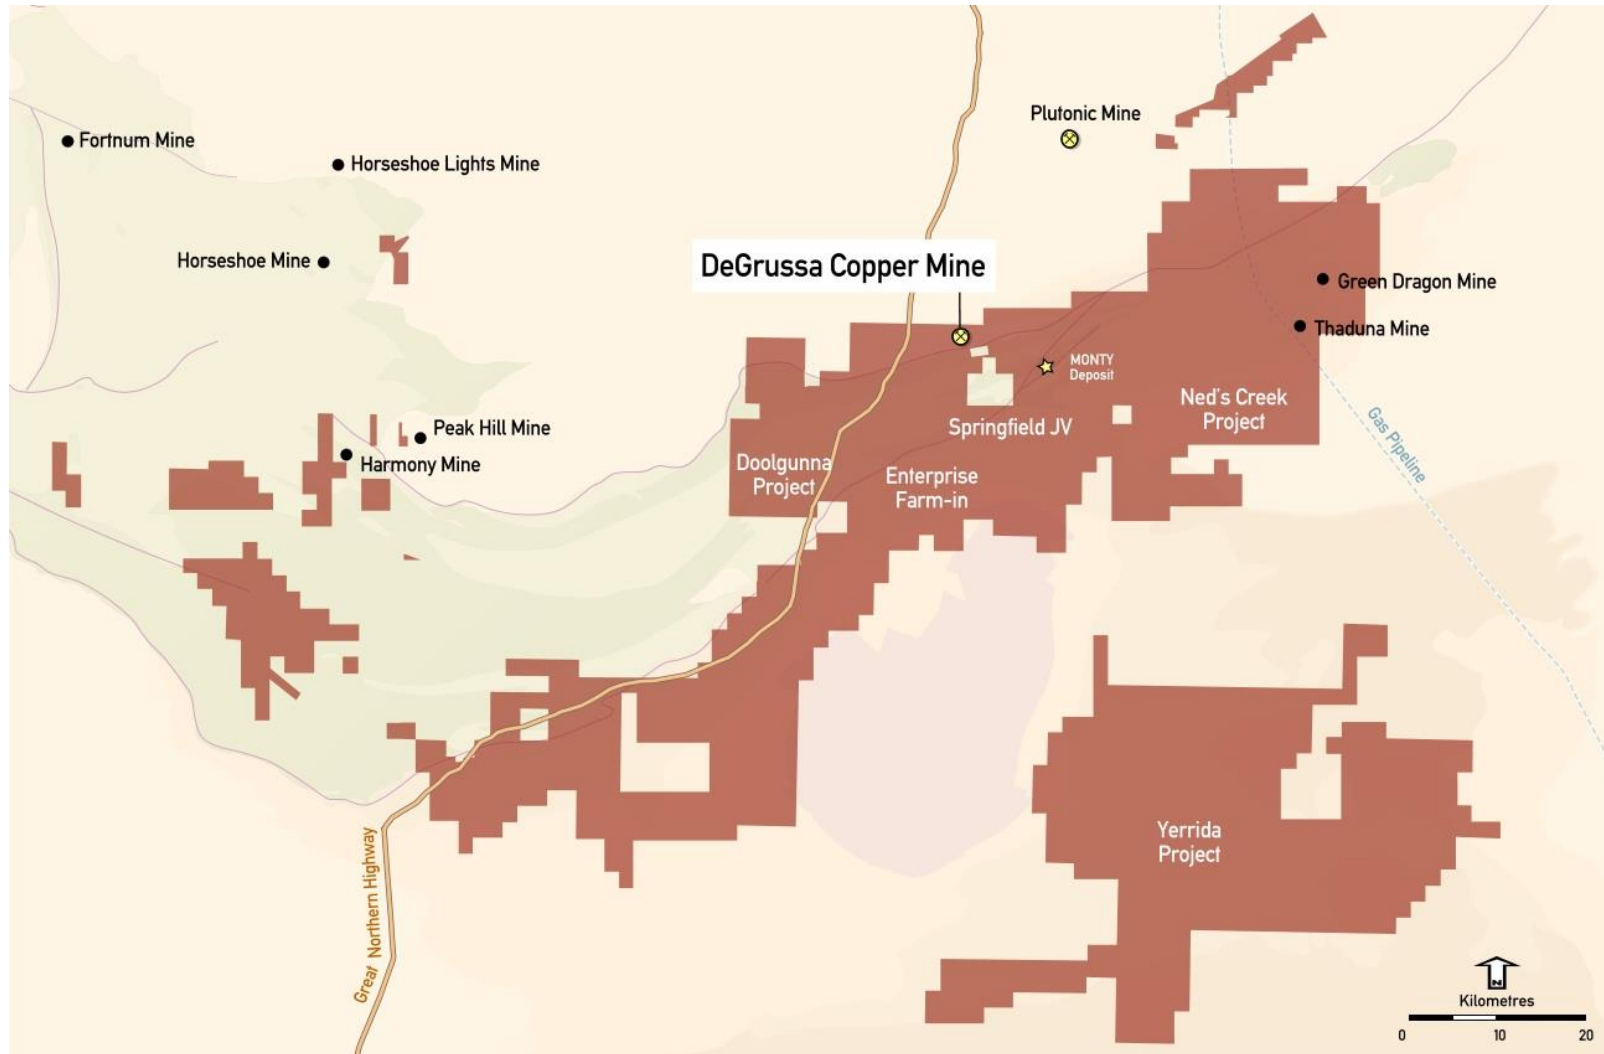 Plutonic Mine
Fortnum Mine
Horseshoe Lights Mine
Horseshoe Mine
DeGrussa Copper Mine
Green Dragon Mine
Thaduna Mine
MONTY
Deposit
Ned's Creek
Project
Springfield JV
Gas Pipeline
Peak Hill Mine
Harmony Mine
Doolgunna
Project
Enterprise
Farm-in
Yerrida
Project
Great Northern Highway
N
Kilometres
0 10 20